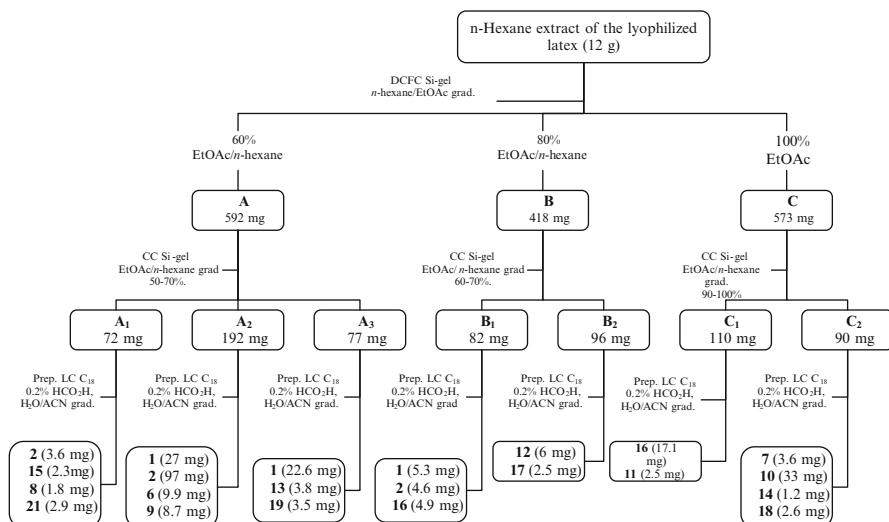 n-Hexane extract of the lyophilized
latex (12 g)
DCFC Si-gel
n-hexane/EtOAc grad.
60%
EtOAc/n-hexane
80%
EtOAc/n-hexane
100%
EtOAc
A
592 mg
B
418 mg
C
573 mg
CC Si-gel
EtOAc/n-hexane grad
50-70%.
CC Si-gel
EtOAc/ n-hexane grad
60-70%.
CC Si-gel
EtOAc/n-hexane
grad.
90-100%
A₁
72 mg
A₂
192 mg
A₃
77 mg
B₁
82 mg
B₂
96 mg
C₁
110 mg
C₂
90 mg
Prep. LC C₁₈
0.2% HCO₂H,
H₂O/ACN grad.
Prep. LC C₁₈
0.2% HCO₂H,
H₂O/ACN grad.
Prep. LC C₁₈
0.2% HCO₂H,
H₂O/ACN grad.
Prep. LC C₁₈
0.2% HCO₂H,
H₂O/ACN grad
Prep. LC C₁₈
0.2% HCO₂H,
H₂O/ACN grad.
Prep. LC C₁₈
0.2% HCO₂H,
H₂O/ACN grad.
Prep. LC C₁₈
0.2% HCO₂H,
H₂O/ACN grad.
2 (3.6 mg)
15 (2.3mg)
8 (1.8 mg)
21 (2.9 mg)
1 (27 mg)
2 (97 mg)
6 (9.9 mg)
9 (8.7 mg)
1 (22.6 mg)
13 (3.8 mg)
19 (3.5 mg)
1 (5.3 mg)
2 (4.6 mg)
16 (4.9 mg)
12 (6 mg)
17 (2.5 mg)
16 (17.1
mg)
11 (2.5 mg)
7 (3.6 mg)
10 (33 mg)
14 (1.2 mg)
18 (2.6 mg)